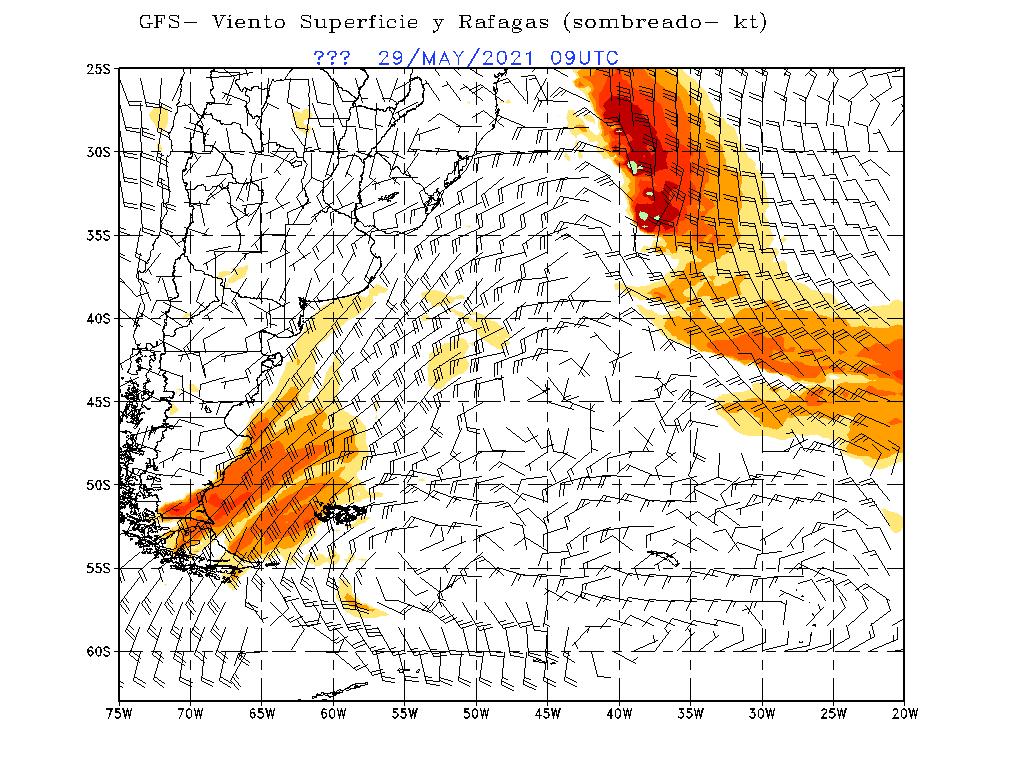 GFS- Viento Superficie y Rafagas (sombreado- kt)
??? 29/MAY/2021 09UTC
25S
30S
35S
40S
45S
50S
55S
60S
75W 70W 65W 60W 55W 50W 45W 40W 35W 30W 25W 20W